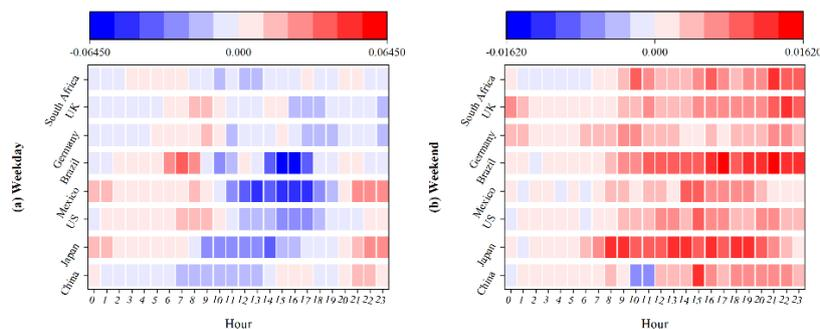 -0.06450 0.000 0.06450
-0.01620 0.000 0.01620
(a) Weekday
South Africa
UK
Germany
Brazil
Mexico
US
Japan
China
0 1 2 3 4 5 6 7 8 9 10 11 12 13 14 15 16 17 18 19 20 21 22 23
Hour
(b) Weekend
South Africa
UK
Germany
Brazil
Mexico
US
Japan
China
0 1 2 3 4 5 6 7 8 9 10 11 12 13 14 15 16 17 18 19 20 21 22 23
Hour